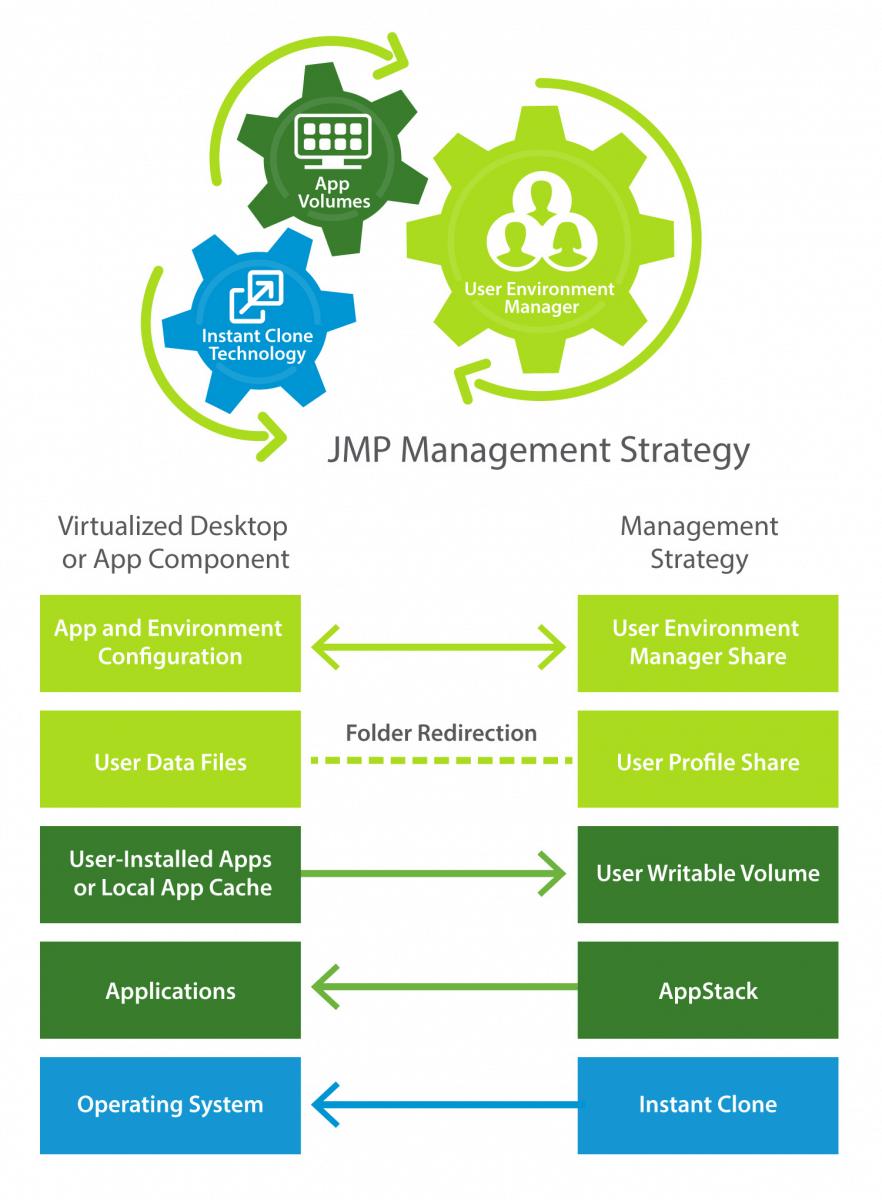 App
Volumes
User Environment
Manager
Instant Clone
Technology
JMP Management Strategy
Virtualized Desktop
or App Component
Management
Strategy
App and Environment
Configuration
User Environment
Manager Share
User Data Files
Folder Redirection
User Profile Share
User-Installed Apps
or Local App Cache
User Writable Volume
Applications
AppStack
Operating System
Instant Clone